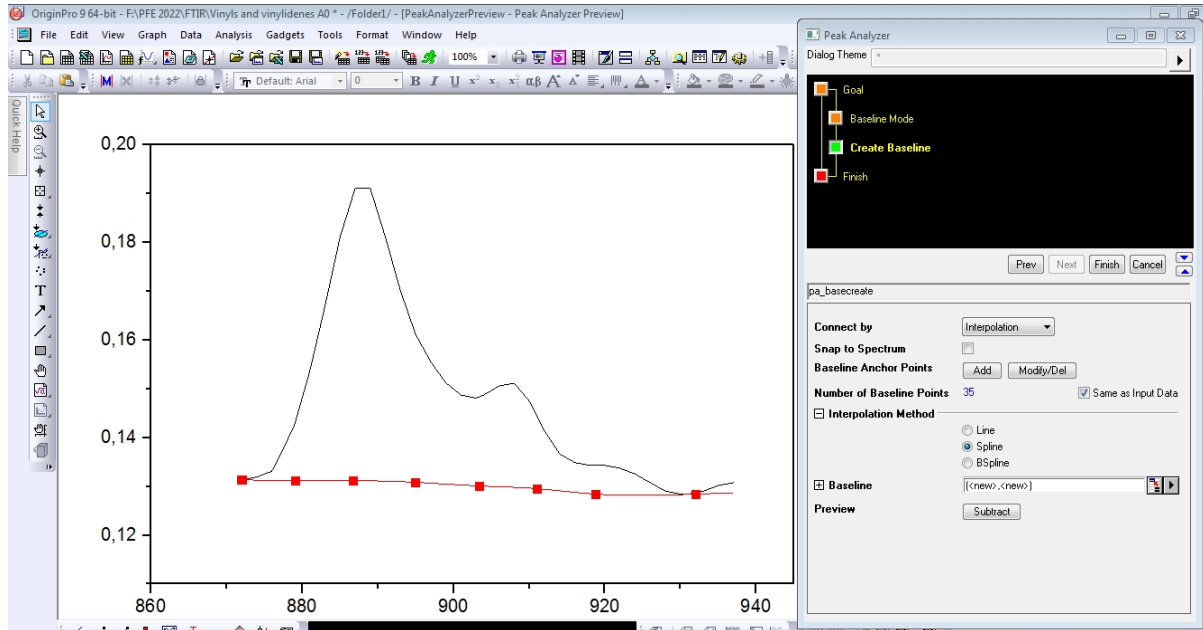 OriginPro 9 64-bit - F:\PFE 2022\FTIR\Vinyls and vinylidenes A0 * - /Folder1/ - [PeakAnalyzerPreview - Peak Analyzer Preview]
File Edit View Graph Data Analysis Gadgets Tools Format Window Help
100%
Default: Arial 0 B I U x² x₂ αβ A A
Quick Help
T
0,20
0,18
0,16
0,14
0,12
860 880 900 920 940
Peak Analyzer
Dialog Theme *
Goal
Baseline Mode
Create Baseline
Finish
Prev Next Finish Cancel
pa_basecreate
Connect by Interpolation
Snap to Spectrum
Baseline Anchor Points Add Modify/Del
Number of Baseline Points 35 Same as Input Data
Interpolation Method
Line
Spline
BSpline
Baseline (<new>,<new>)
Preview Subtract